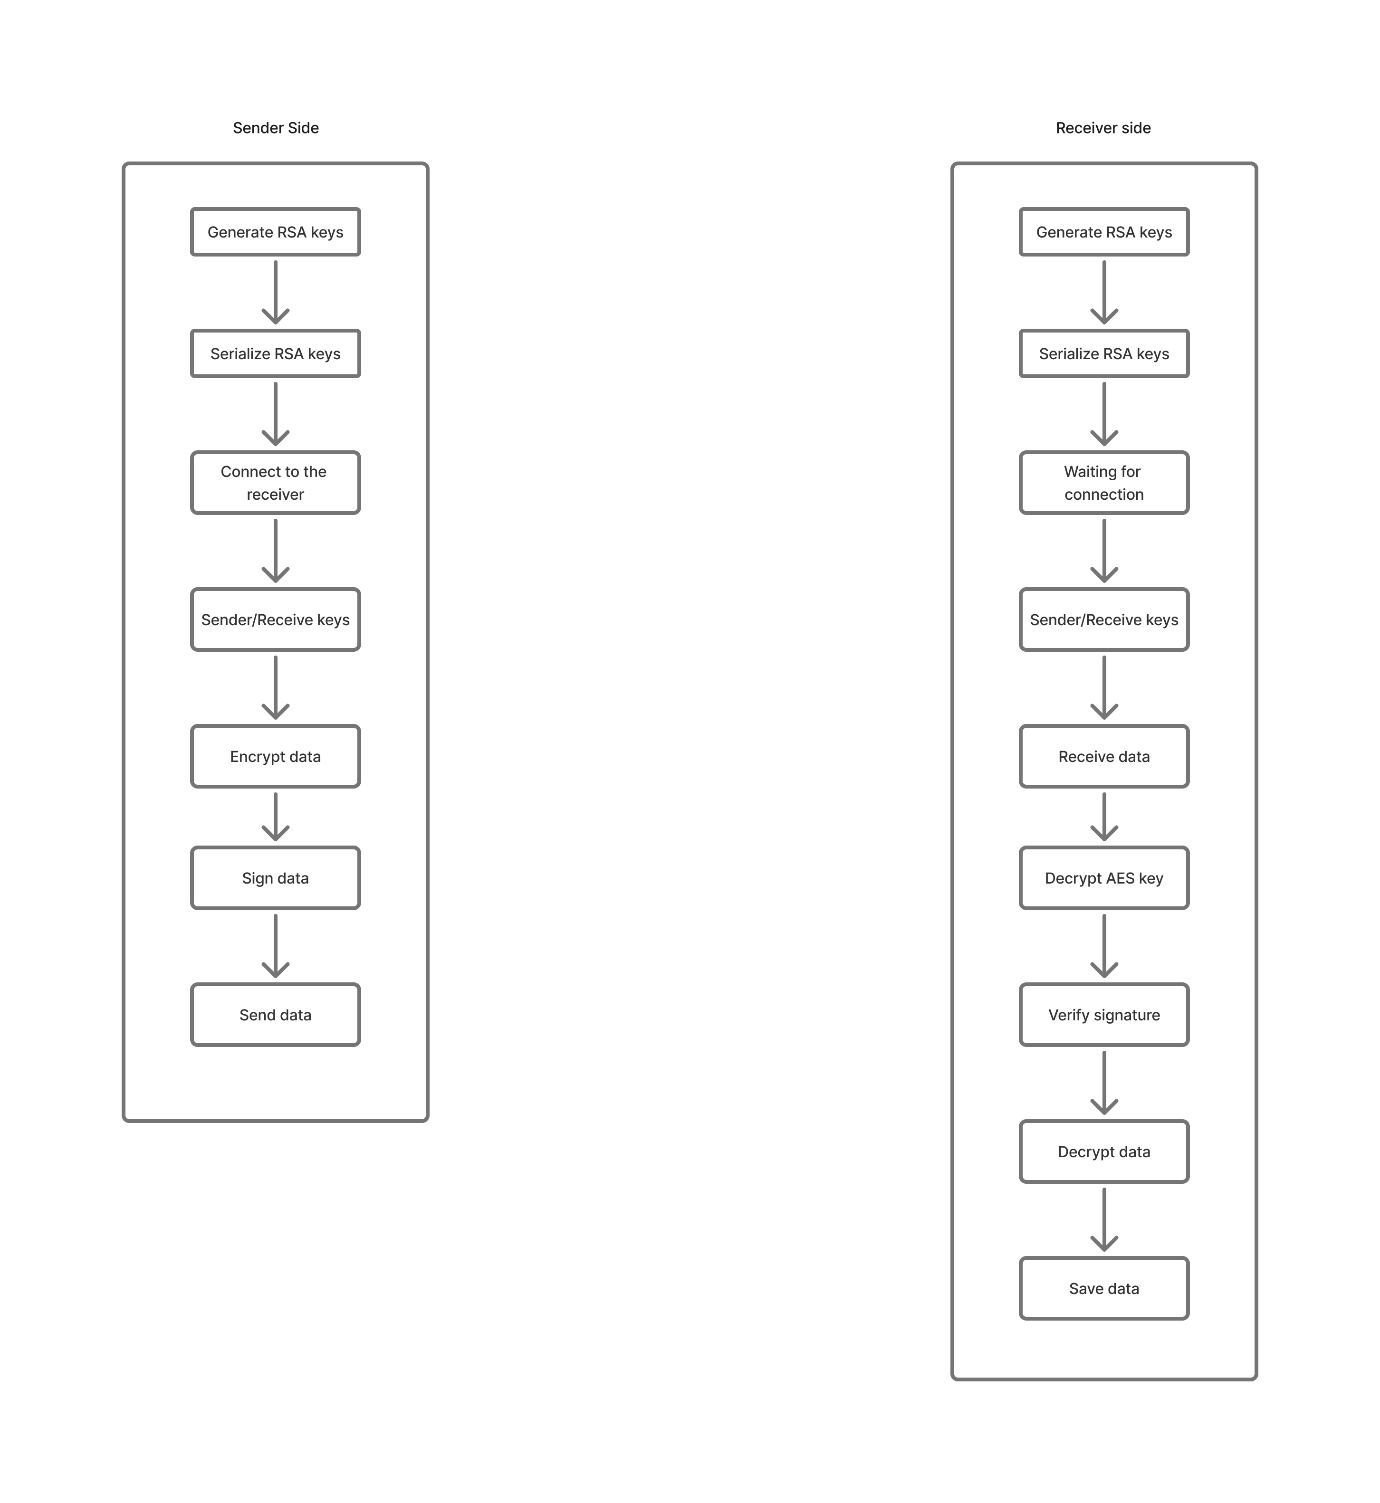 Sender Side
Generate RSA keys
Serialize RSA keys
Connect to the
receiver
Sender/Receive keys
Encrypt data
Sign data
Send data
Receiver side
Generate RSA keys
Serialize RSA keys
Waiting for
connection
Sender/Receive keys
Receive data
Decrypt AES key
Verify signature
Decrypt data
Save data